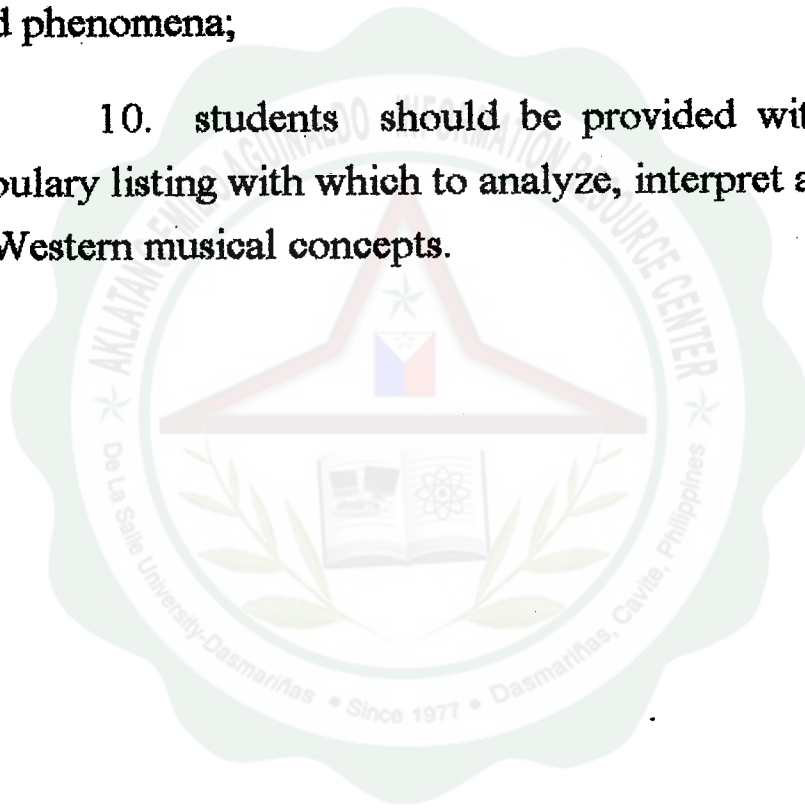 d phenomena;
10. students should be provided wit
bulary listing with which to analyze, interpret a
Western musical concepts.
AKLATANG EMILIO AGUINALDO INFORMATION RESOURCE CENTER
De La Salle University-Dasmariñas • Since 1977 • Dasmariñas, Cavite, Philippines